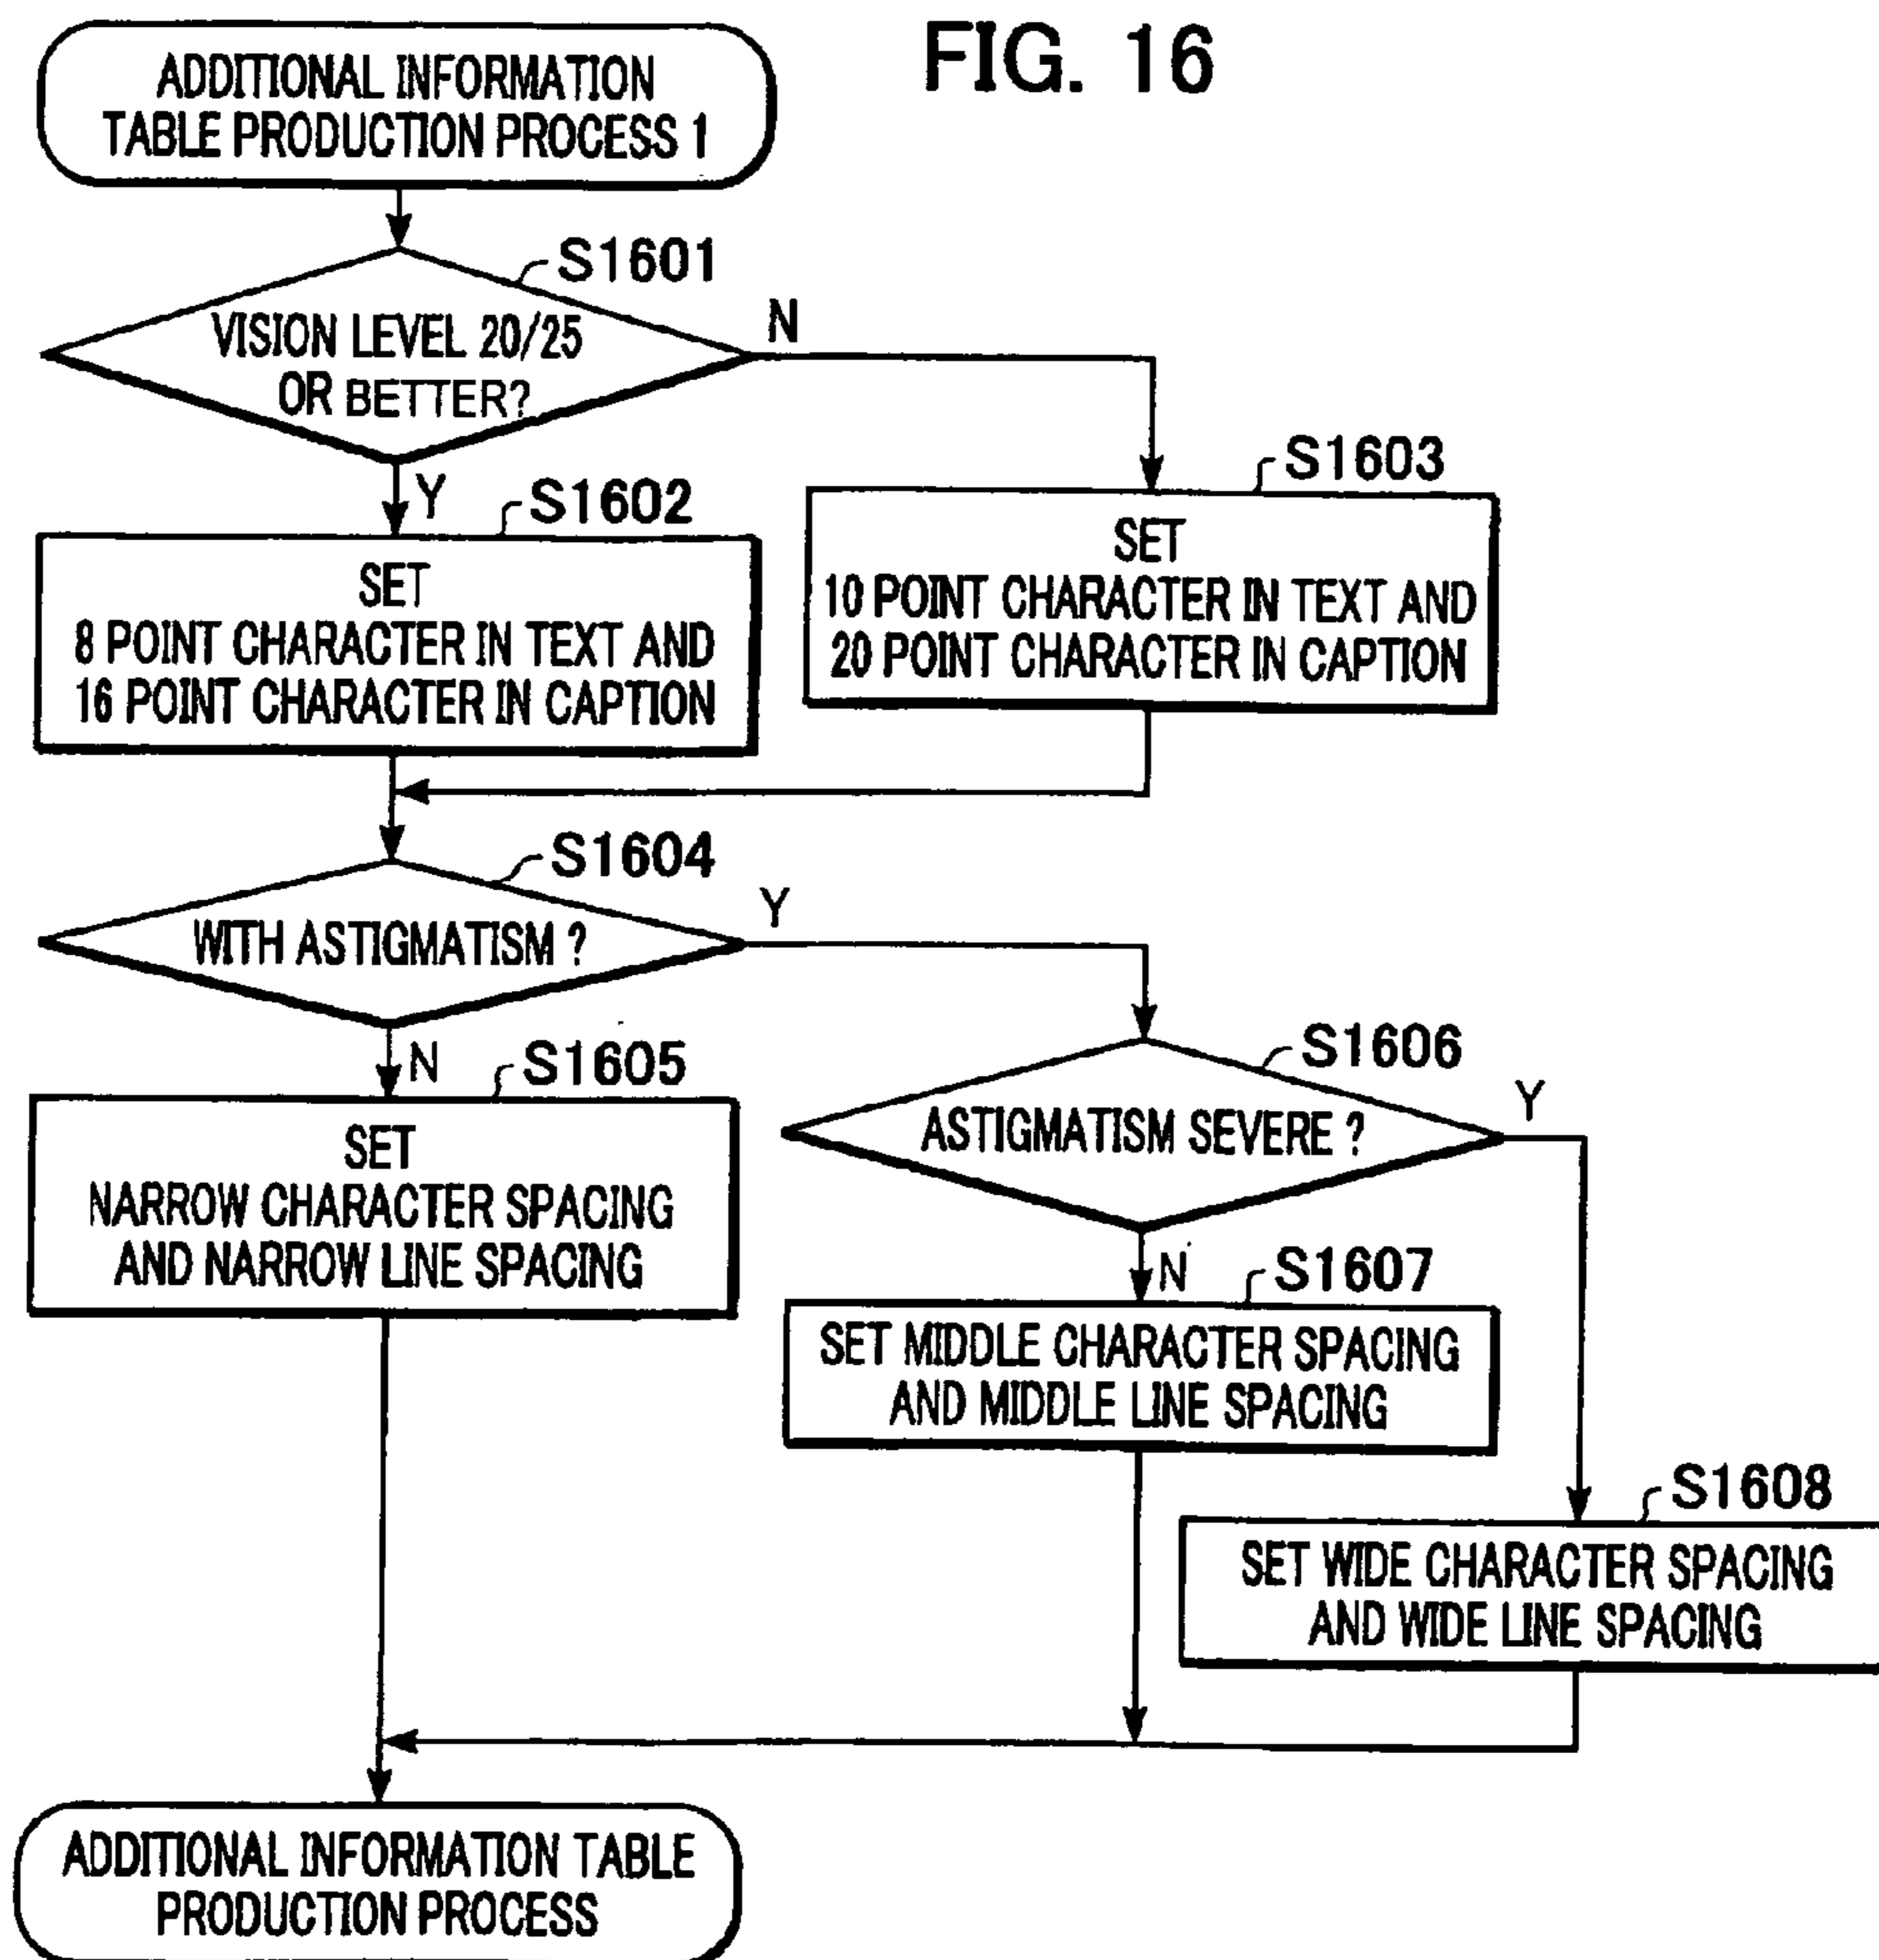 FIG. 16
ADDITIONAL INFORMATION
TABLE PRODUCTION PROCESS 1
S1601
VISION LEVEL 20/25
OR BETTER?
N
Y
S1602
SET
8 POINT CHARACTER IN TEXT AND
16 POINT CHARACTER IN CAPTION
S1603
SET
10 POINT CHARACTER IN TEXT AND
20 POINT CHARACTER IN CAPTION
S1604
WITH ASTIGMATISM ?
Y
N
S1605
SET
NARROW CHARACTER SPACING
AND NARROW LINE SPACING
S1606
ASTIGMATISM SEVERE ?
Y
N
S1607
SET MIDDLE CHARACTER SPACING
AND MIDDLE LINE SPACING
S1608
SET WIDE CHARACTER SPACING
AND WIDE LINE SPACING
ADDITIONAL INFORMATION TABLE
PRODUCTION PROCESS